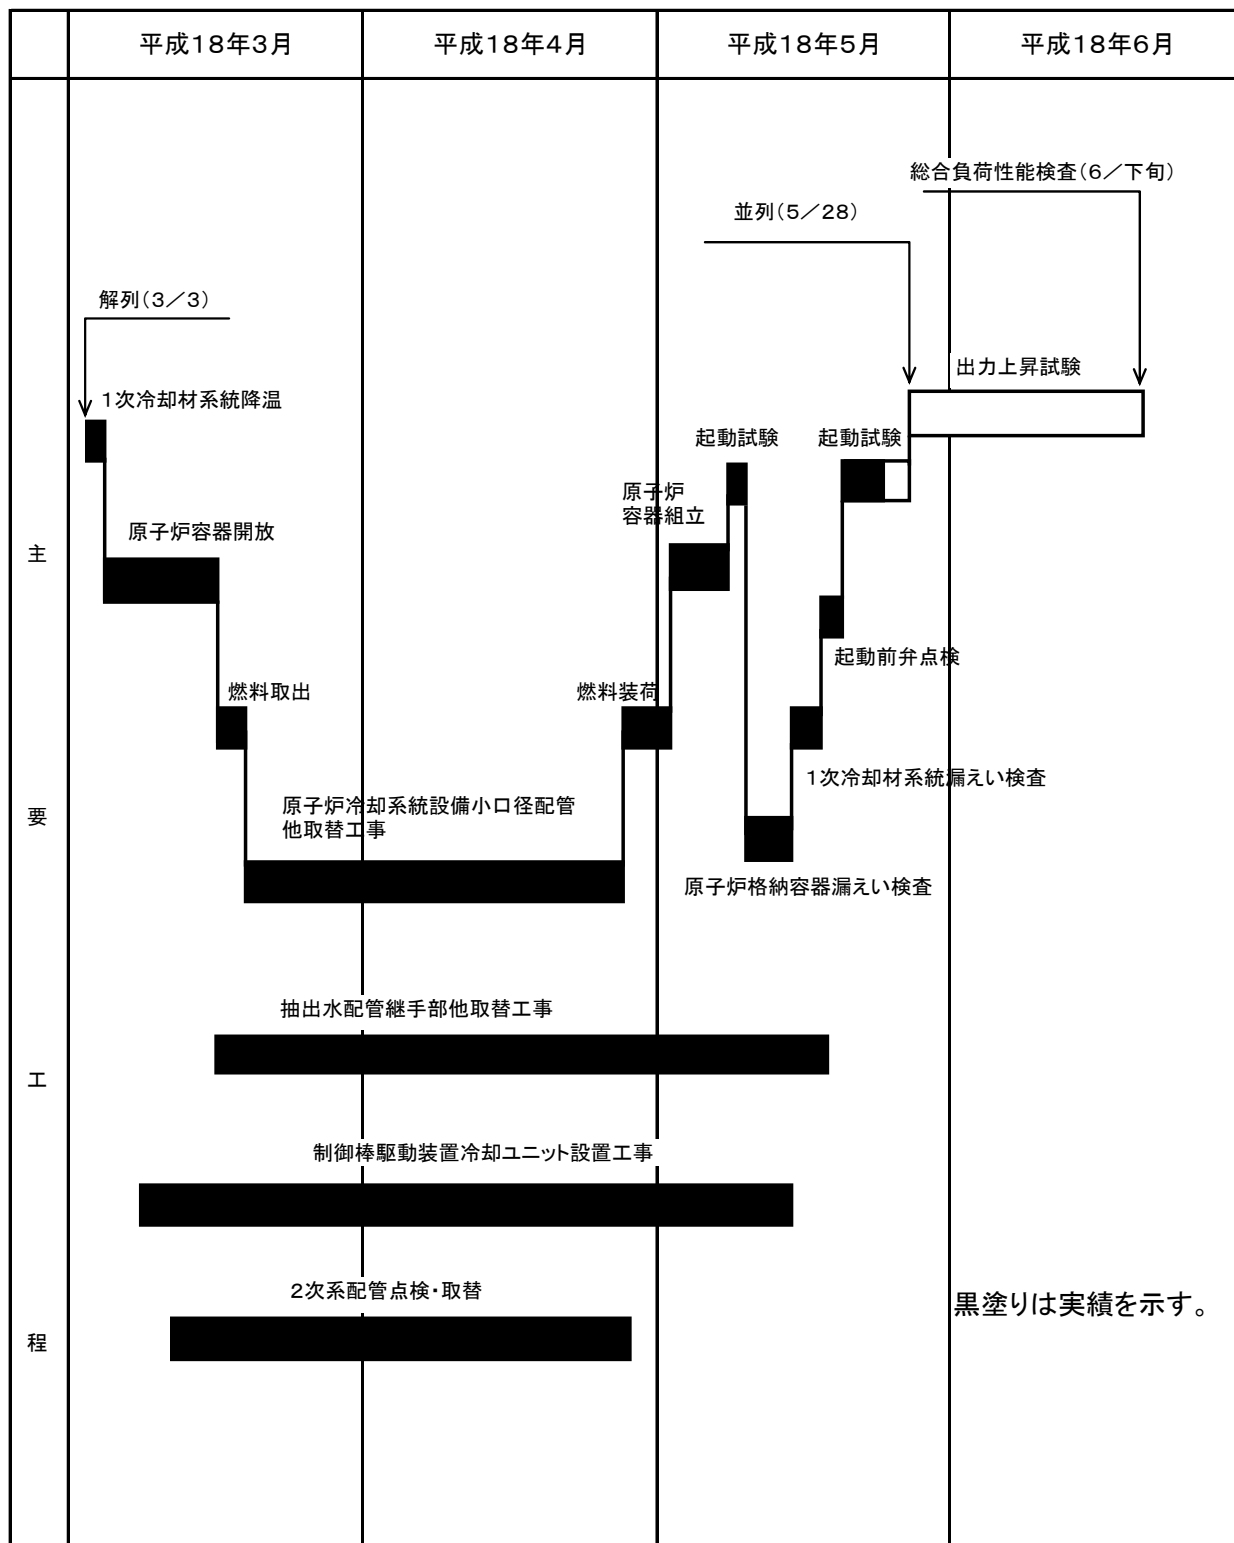 平成18年3月
平成18年4月
平成18年5月
平成18年6月
総合負荷性能検査(6/下旬)
並列(5/28)
解列(3/3)
出力上昇試験
1次冷却材系統降温
起動試験
起動試験
原子炉
容器組立
原子炉容器開放
主
起動前弁点検
燃料取出
燃料装荷
1次冷却材系統漏えい検査
原子炉冷却系統設備小口径配管
他取替工事
要
原子炉格納容器漏えい検査
抽出水配管継手部他取替工事
工
制御棒駆動装置冷却ユニット設置工事
2次系配管点検・取替
黒塗りは実績を示す。
程